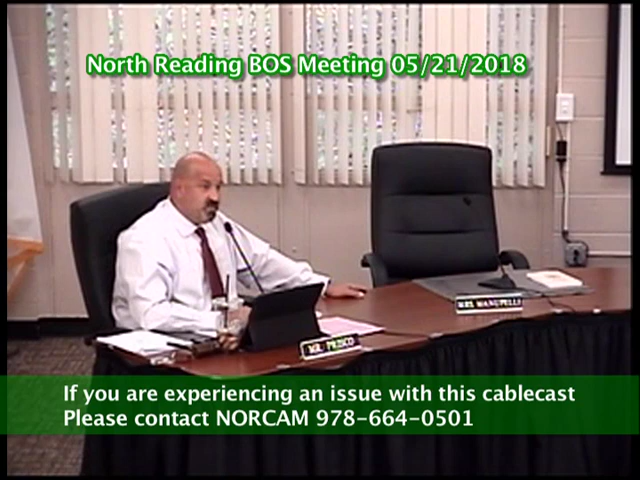 North Reading BOS Meeting 05/21/2018
MRS. MANUPELLI
MR. PRISCO
If you are experiencing an issue with this cablecast
Please contact NORCAM 978-664-0501